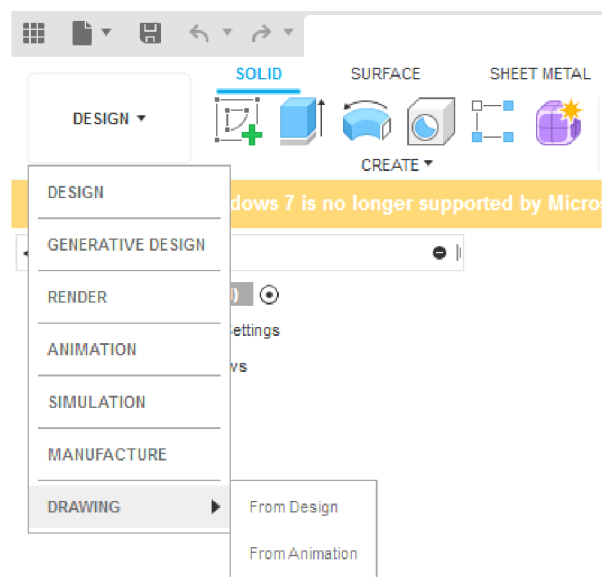 SOLID SURFACE SHEET METAL
DESIGN
CREATE
DESIGN
dows 7 is no longer supported by Micro
GENERATIVE DESIGN
RENDER
ettings
ANIMATION
SIMULATION
MANUFACTURE
DRAWING
From Design
From Animation